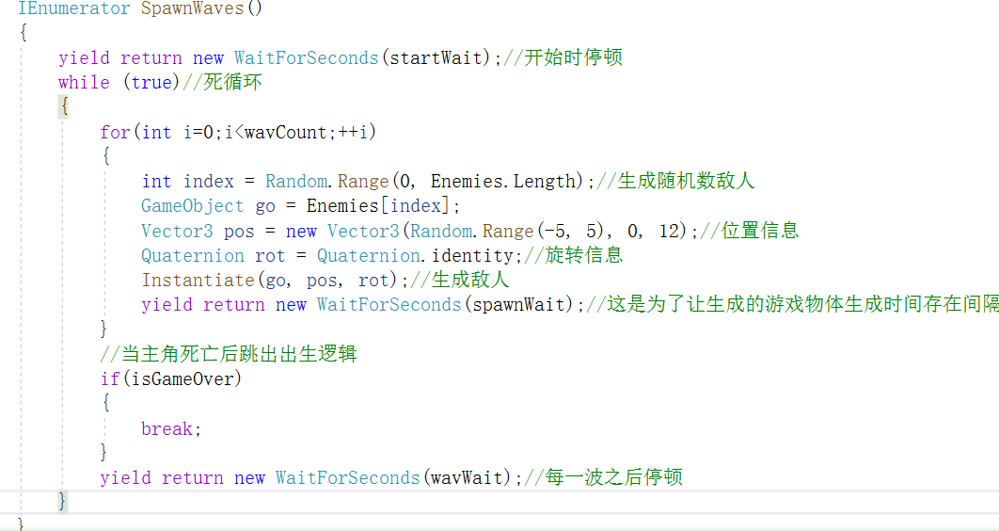 IEnumerator SpawnWaves()
{
yield return new WaitForSeconds(startWait);//开始时停顿
while (true)//死循环
{
for(int i=0;i<wavCount;++i)
{
int index = Random.Range(0, Enemies.Length);//生成随机数敌人
GameObject go = Enemies[index];
Vector3 pos = new Vector3(Random.Range(-5, 5), 0, 12);//位置信息
Quaternion rot = Quaternion.identity;//旋转信息
Instantiate(go, pos, rot);//生成敌人
yield return new WaitForSeconds(spawnWait);//这是为了让生成的游戏物体生成时间存在间隔
}
//当主角死亡后跳出出生逻辑
if(isGameOver)
{
break;
}
yield return new WaitForSeconds(wavWait);//每一波之后停顿
}
}